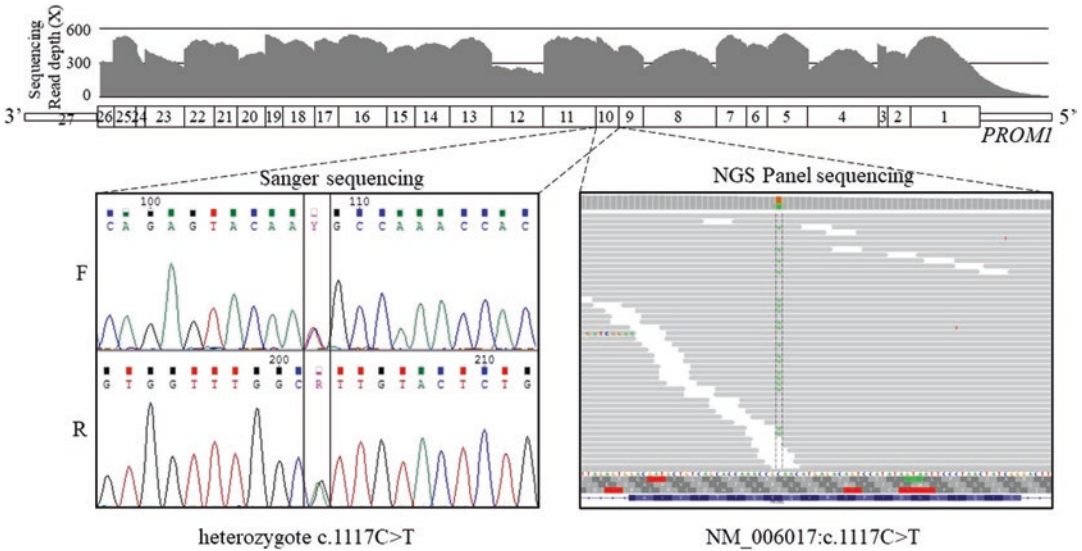 Sequencing
Read depth (X)
600
300
0
3’
27 26 25 24 23 22 21 20 19 18 17 16 15 14 13 12 11 10 9 8 7 6 5 4 3 2 1
5”
PROM1
Sanger sequencing
NGS Panel sequencing
100 110
C A G A G T A C A A Y G C C A A A C C A C
F
200 210
G T G G T T T G G C R T T G T A C T C T G
R
heterozygote c.1117C>T
NM_006017:c.1117C>T